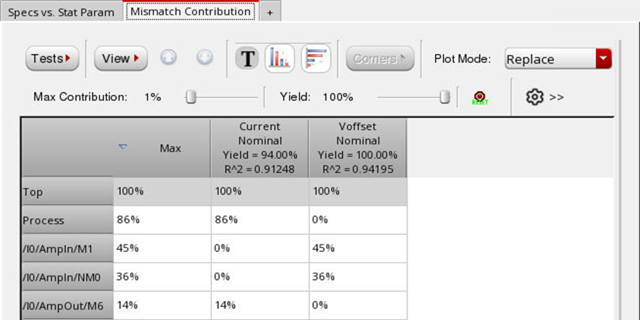 Specs vs. Stat Param Mismatch Contribution +
Tests View T Corners Plot Mode: Replace
Max Contribution: 1% Yield: 100% >>
Max
Current
Nominal
Yield = 94.00%
R^2 = 0.91248
Voffset
Nominal
Yield = 100.00%
R^2 = 0.94195
Top 100% 100% 100%
Process 86% 86% 0%
/I0/AmpIn/M1 45% 0% 45%
/I0/AmpIn/NM0 36% 0% 36%
/I0/AmpOut/M6 14% 14% 0%